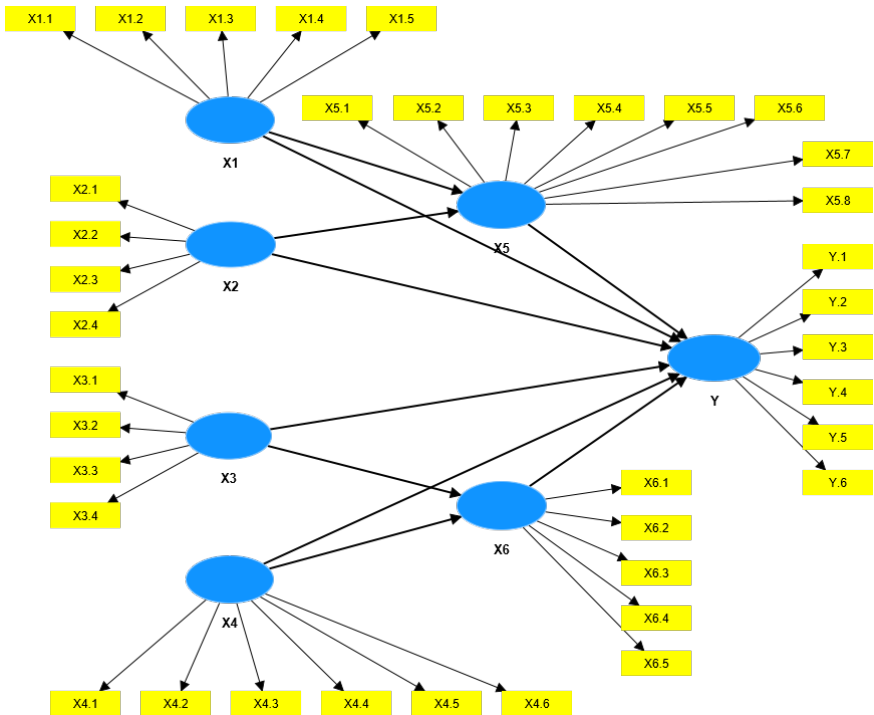 X1.1 X1.2 X1.3 X1.4 X1.5
X5.1 X5.2 X5.3 X5.4 X5.5 X5.6
X1
X5.7
X2.1
X5.8
X2.2
X5
Y.1
X2.3
X2
Y.2
X2.4
Y.3
X3.1
Y
Y.4
X3.2
Y.5
X3.3
X3
Y.6
X6.1
X3.4
X6.2
X6
X6.3
X4
X6.4
X6.5
X4.1 X4.2 X4.3 X4.4 X4.5 X4.6